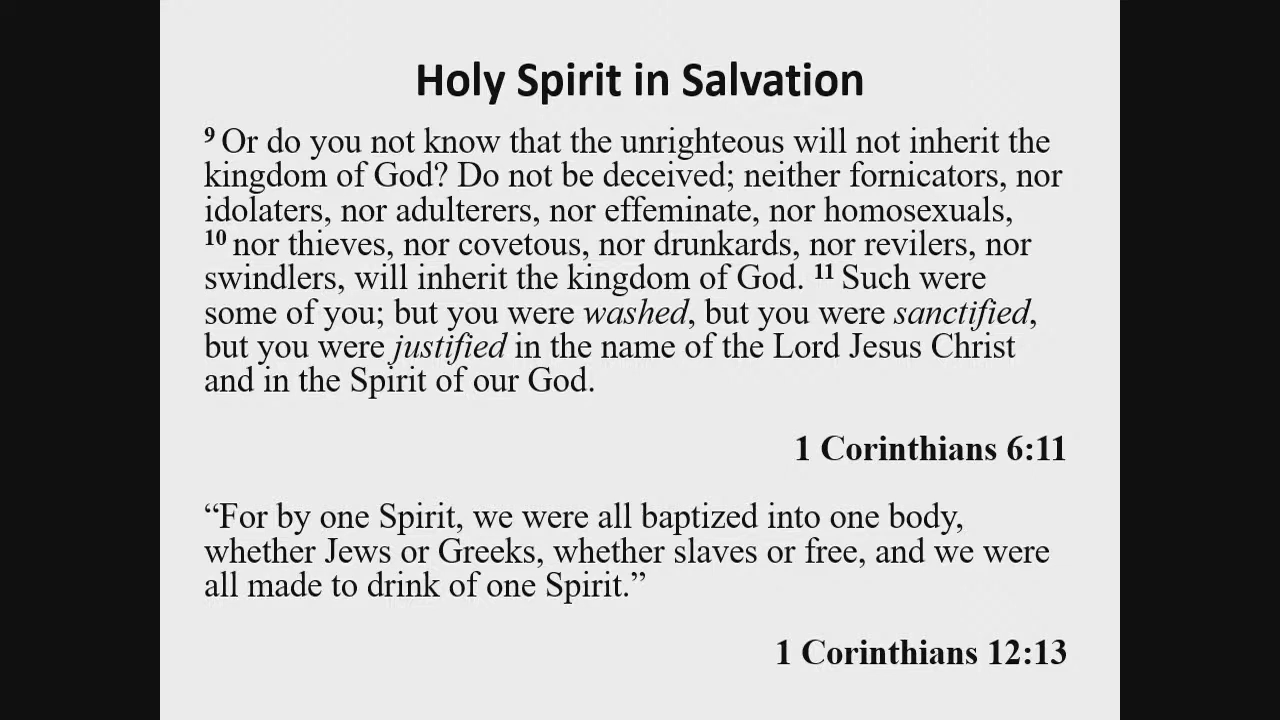 Holy Spirit in Salvation
9 Or do you not know that the unrighteous will not inherit the
kingdom of God? Do not be deceived; neither fornicators, nor
idolaters, nor adulterers, nor effeminate, nor homosexuals,
10 nor thieves, nor covetous, nor drunkards, nor revilers, nor
swindlers, will inherit the kingdom of God. 11 Such were
some of you; but you were washed, but you were sanctified,
but you were justified in the name of the Lord Jesus Christ
and in the Spirit of our God.
1 Corinthians 6:11
“For by one Spirit, we were all baptized into one body,
whether Jews or Greeks, whether slaves or free, and we were
all made to drink of one Spirit.”
1 Corinthians 12:13